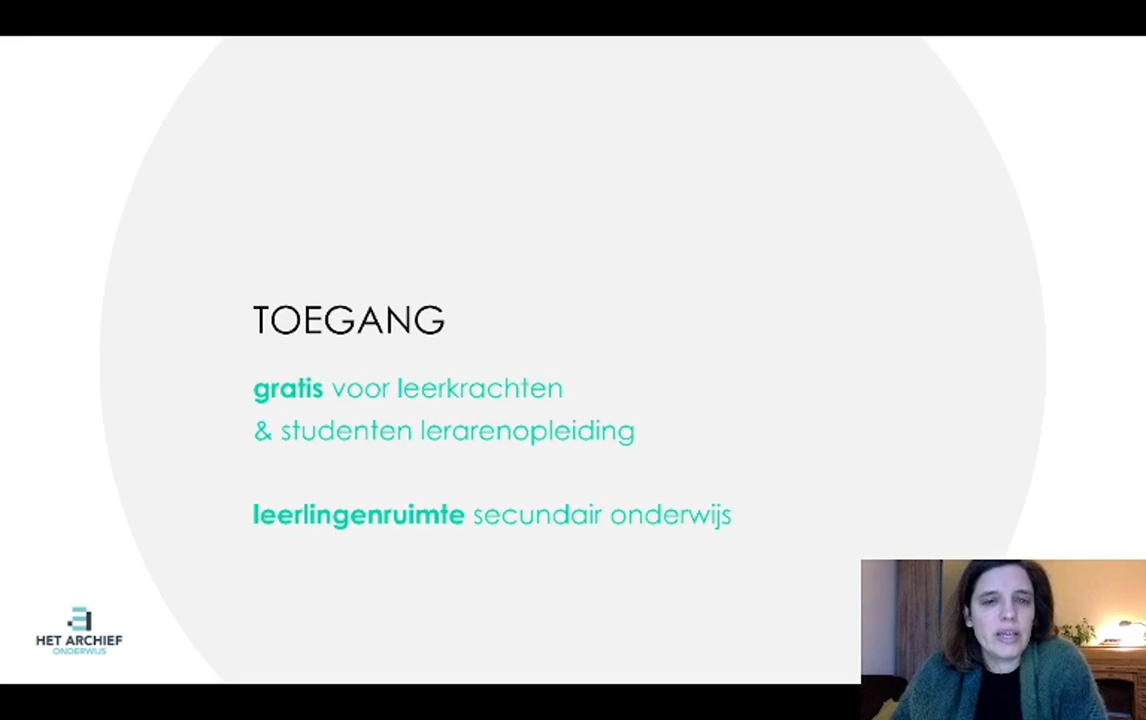 TOEGANG
gratis voor leerkrachten
& studenten lerarenopleiding
leerlingenruimte secundair onderwijs
HET ARCHIEF
ONDERWIJS